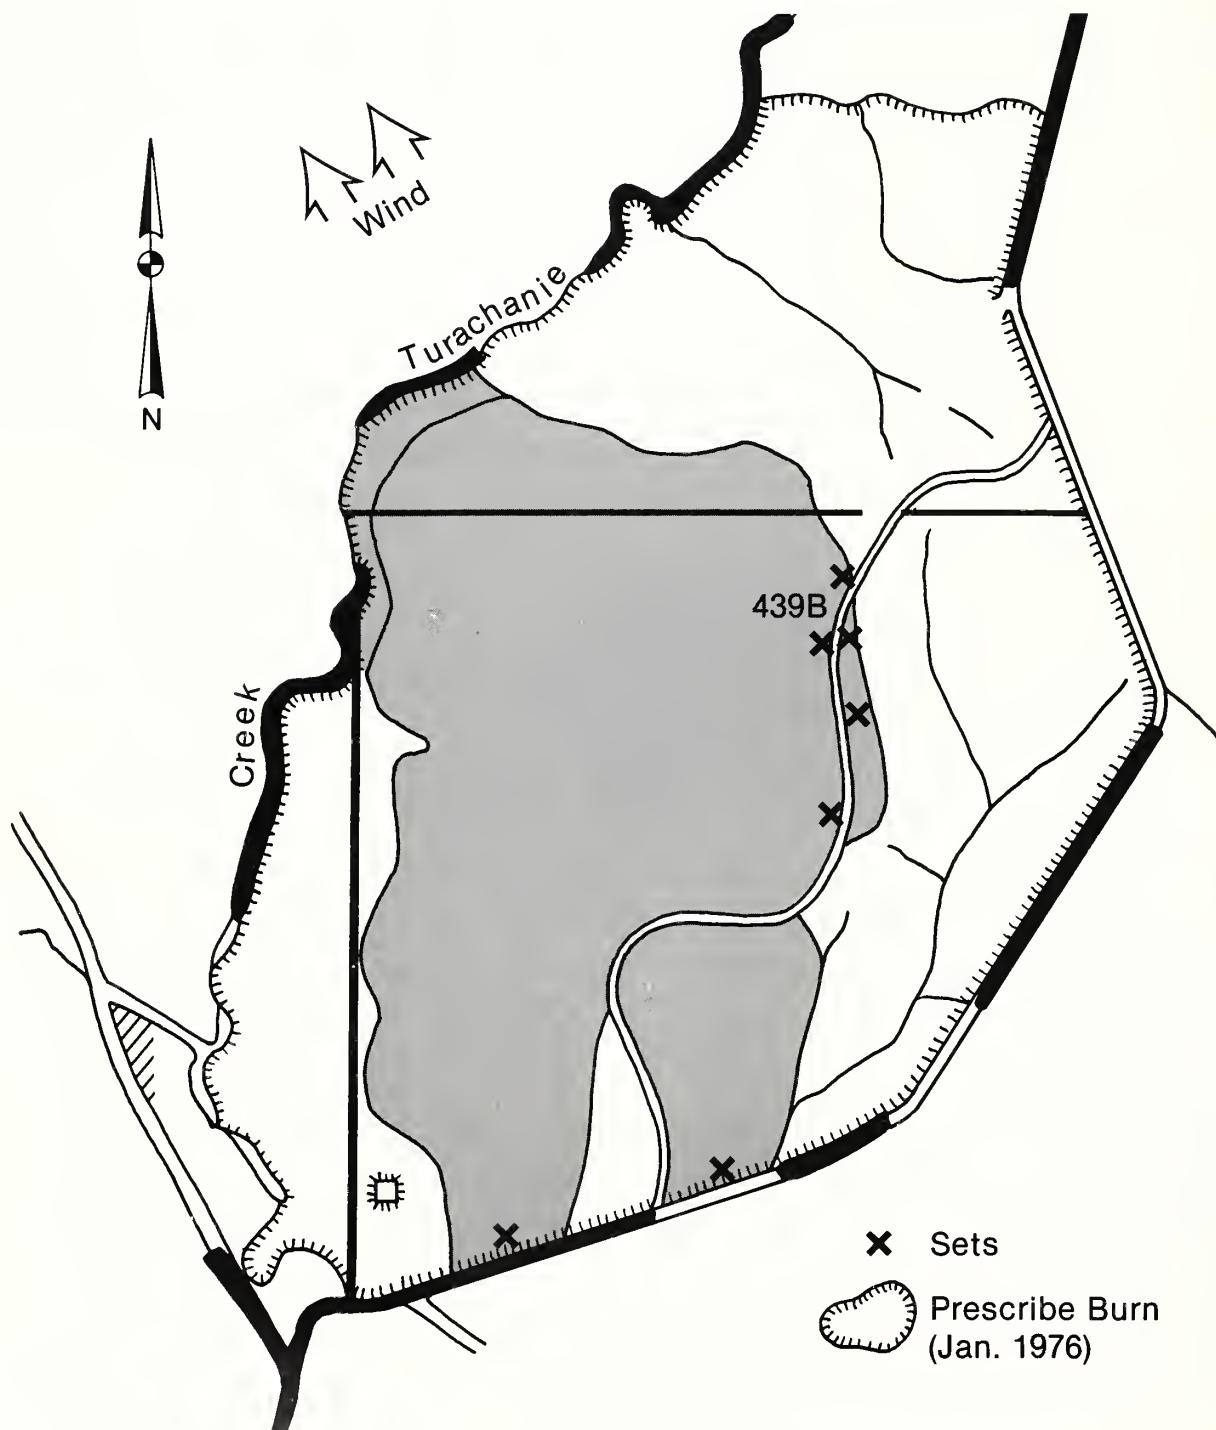 Wind
Turachanie
N
439B
Creek
Sets
Prescribe Burn
(Jan. 1976)